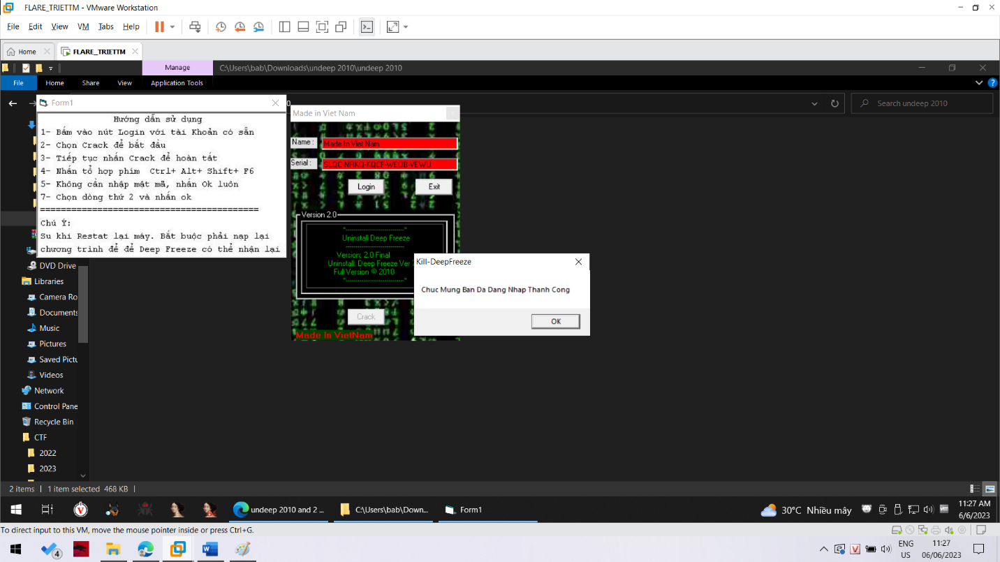 FLARE_TRIETTM - VMware Workstation
File Edit View VM Tabs Help
Home FLARE_TRIETTM
Manage C:\Users\bab\Downloads\undeep 2010\undeep 2010
File Home Share View Application Tools
Form1
Search undeep 2010
Hướng dẫn sử dụng
1- Bấm vào nút Login với tài Khoản có sẵn
2- Chọn Crack để bắt đầu
3- Tiếp tục nhấn Crack để hoàn tất
4- Nhấn tổ hợp phím Ctrl+ Alt+ Shift+ F6
5- Không cần nhập mật mã, nhấn Ok luôn
7- Chọn dòng thứ 2 và nhấn ok
==========================================
Chú Ý:
Su khi Restat lại máy. Bắt buộc phải nạp lại
chương trình để để Deep Freeze có thể nhận lại
Made in Viet Nam
Name : Made In Viet Nam
Serial : SLQC-NRKQ-KQCF-WEOB-VEWU
Login Exit
Version 2.0
Uninstall Deep Freeze
Version: 2.0 Final
Uninstall: Deep Freeze Ver
Full Version © 2010
Crack
Made In VietNam
Kill-DeepFreeze
Chuc Mung Ban Da Dang Nhap Thanh Cong
OK
DVD Drive
Libraries
Camera Ro
Documents
Music
Pictures
Saved Pictu
Videos
Network
Control Pane
Recycle Bin
CTF
2022
2023
2 items 1 item selected 468 KB
undeep 2010 and 2 ...
C:\Users\bab\Down...
Form1
30°C Nhiều mây
11:27 AM
6/6/2023
To direct input to this VM, move the mouse pointer inside or press Ctrl+G.
4
ENG
US
11:27
06/06/2023